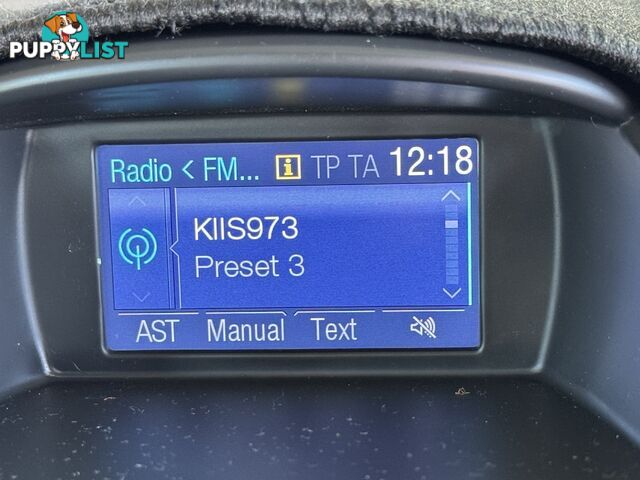 PUPPYLIST
Radio < FM... i TP TA 12:18
KIIS973
Preset 3
AST Manual Text